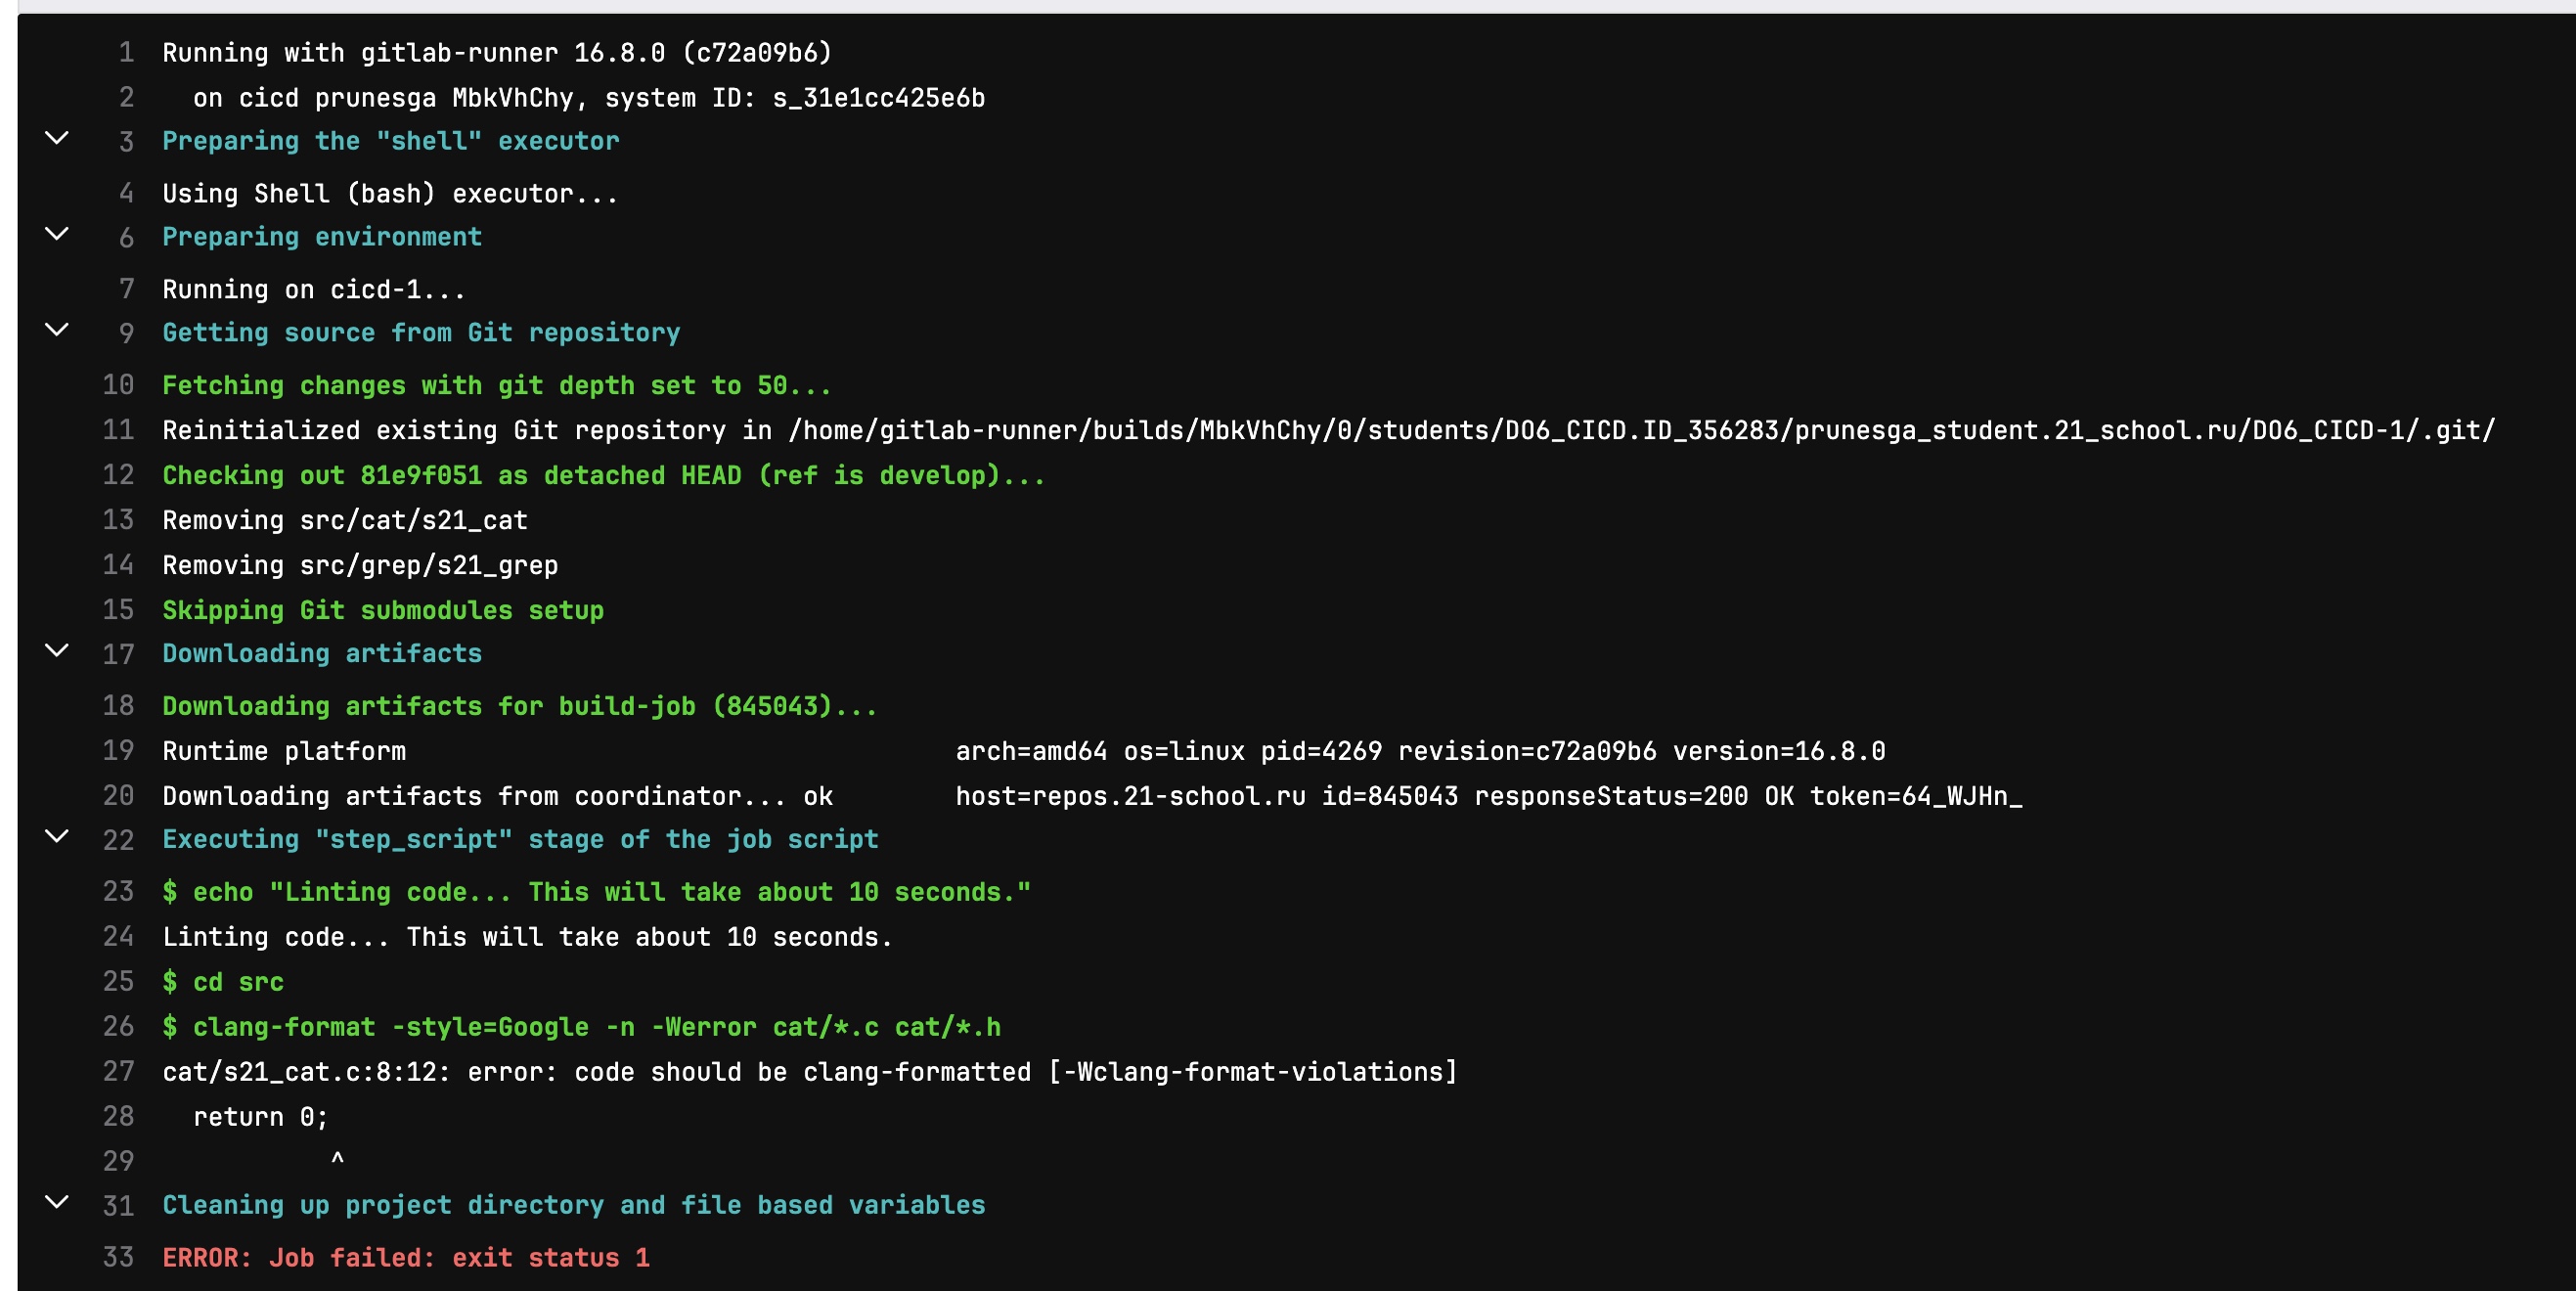 1 Running with gitlab-runner 16.8.0 (c72a09b6)
2   on cicd prunesga MbkVhChy, system ID: s_31e1cc425e6b
3 Preparing the "shell" executor
4 Using Shell (bash) executor...
6 Preparing environment
7 Running on cicd-1...
9 Getting source from Git repository
10 Fetching changes with git depth set to 50...
11 Reinitialized existing Git repository in /home/gitlab-runner/builds/MbkVhChy/0/students/DO6_CICD.ID_356283/prunesga_student.21_school.ru/DO6_CICD-1/.git/
12 Checking out 81e9f051 as detached HEAD (ref is develop)...
13 Removing src/cat/s21_cat
14 Removing src/grep/s21_grep
15 Skipping Git submodules setup
17 Downloading artifacts
18 Downloading artifacts for build-job (845043)...
19 Runtime platform                                    arch=amd64 os=linux pid=4269 revision=c72a09b6 version=16.8.0
20 Downloading artifacts from coordinator... ok        host=repos.21-school.ru id=845043 responseStatus=200 OK token=64_WJHn_
22 Executing "step_script" stage of the job script
23 $ echo "Linting code... This will take about 10 seconds."
24 Linting code... This will take about 10 seconds.
25 $ cd src
26 $ clang-format -style=Google -n -Werror cat/*.c cat/*.h
27 cat/s21_cat.c:8:12: error: code should be clang-formatted [-Wclang-format-violations]
28   return 0;
29            ^
31 Cleaning up project directory and file based variables
33 ERROR: Job failed: exit status 1